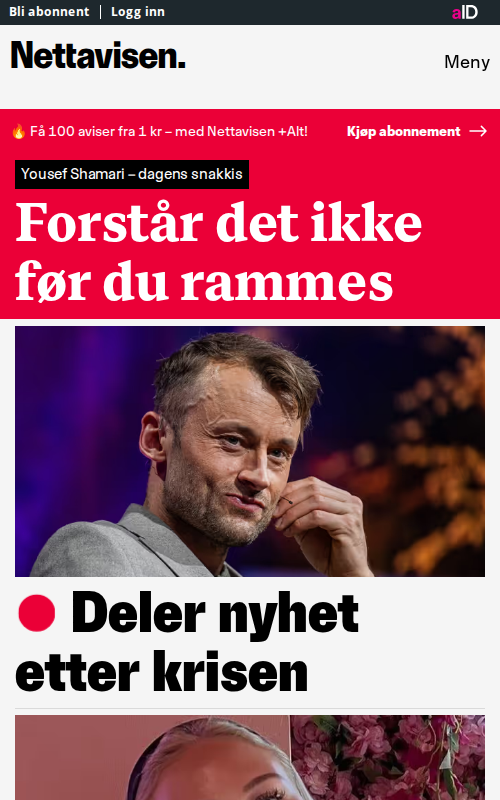 Bli abonnent | Logg inn
aID
Nettavisen.
Meny
🔥 Få 100 aviser fra 1 kr – med Nettavisen +Alt!
Kjøp abonnement →
Yousef Shamari – dagens snakkis
Forstår det ikke
før du rammes
Deler nyhet
etter krisen